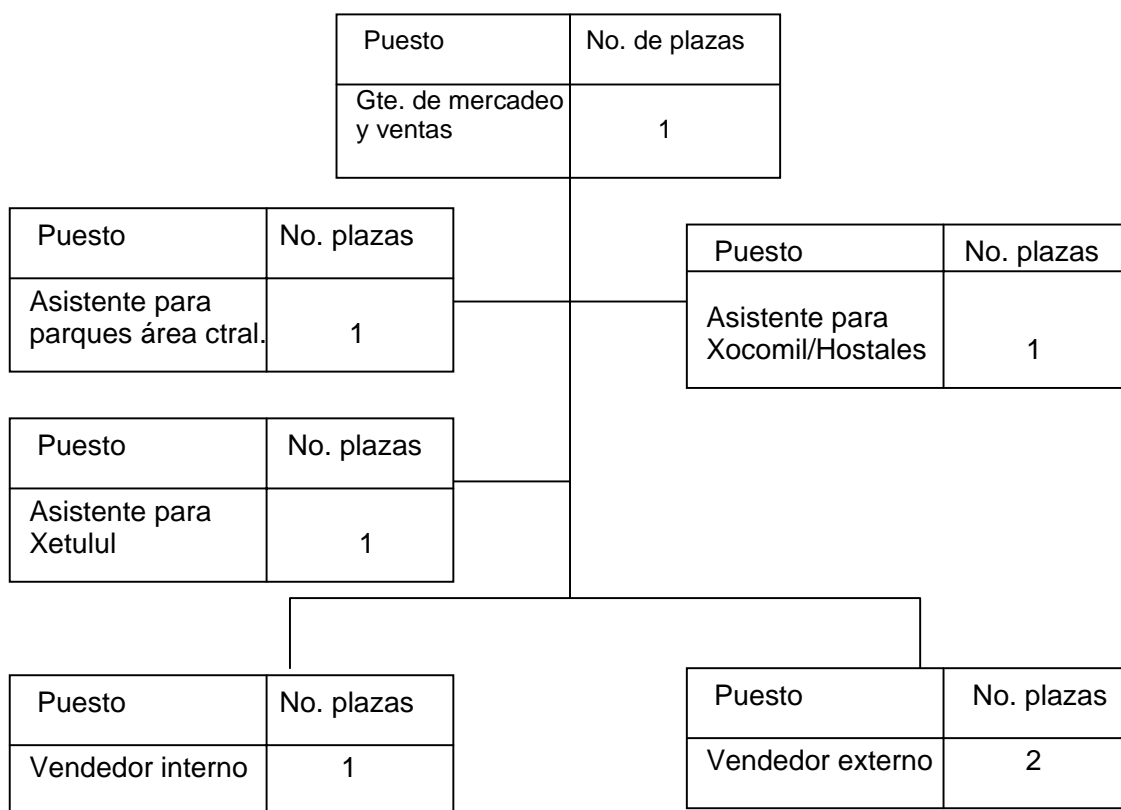 Puesto No. de plazas
Gte. de mercadeo
y ventas 1
Puesto No. plazas
Asistente para
parques área ctral. 1
Puesto No. plazas
Asistente para
Xocomil/Hostales 1
Puesto No. plazas
Asistente para
Xetulul 1
Puesto No. plazas
Vendedor interno 1
Puesto No. plazas
Vendedor externo 2